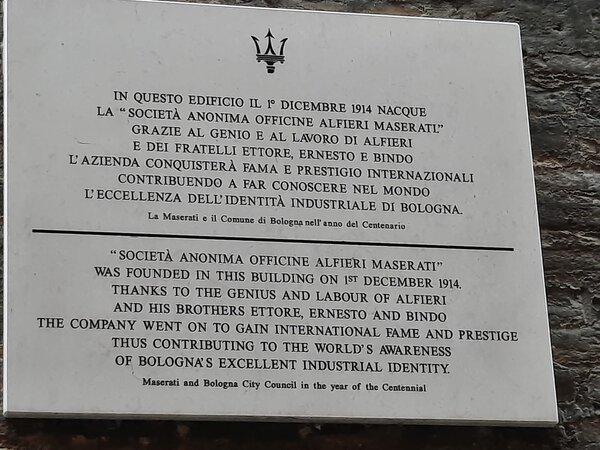 IN QUESTO EDIFICIO IL 1º DICEMBRE 1914 NACQUE
LA "SOCIETÀ ANONIMA OFFICINE ALFIERI MASERATI."
GRAZIE AL GENIO E AL LAVORO DI ALFIERI
E DEI FRATELLI ETTORE, ERNESTO E BINDO
L'AZIENDA CONQUISTERÀ FAMA E PRESTIGIO INTERNAZIONALI
CONTRIBUENDO A FAR CONOSCERE NEL MONDO
L'ECCELLENZA DELL'IDENTITÀ INDUSTRIALE DI BOLOGNA.
La Maserati e il Comune di Bologna nell'anno del Centenario
"SOCIETÀ ANONIMA OFFICINE ALFIERI MASERATI"
WAS FOUNDED IN THIS BUILDING ON 1ST DECEMBER 1914.
THANKS TO THE GENIUS AND LABOUR OF ALFIERI
AND HIS BROTHERS ETTORE, ERNESTO AND BINDO
THE COMPANY WENT ON TO GAIN INTERNATIONAL FAME AND PRESTIGE
THUS CONTRIBUTING TO THE WORLD'S AWARENESS
OF BOLOGNA'S EXCELLENT INDUSTRIAL IDENTITY.
Maserati and Bologna City Council in the year of the Centennial